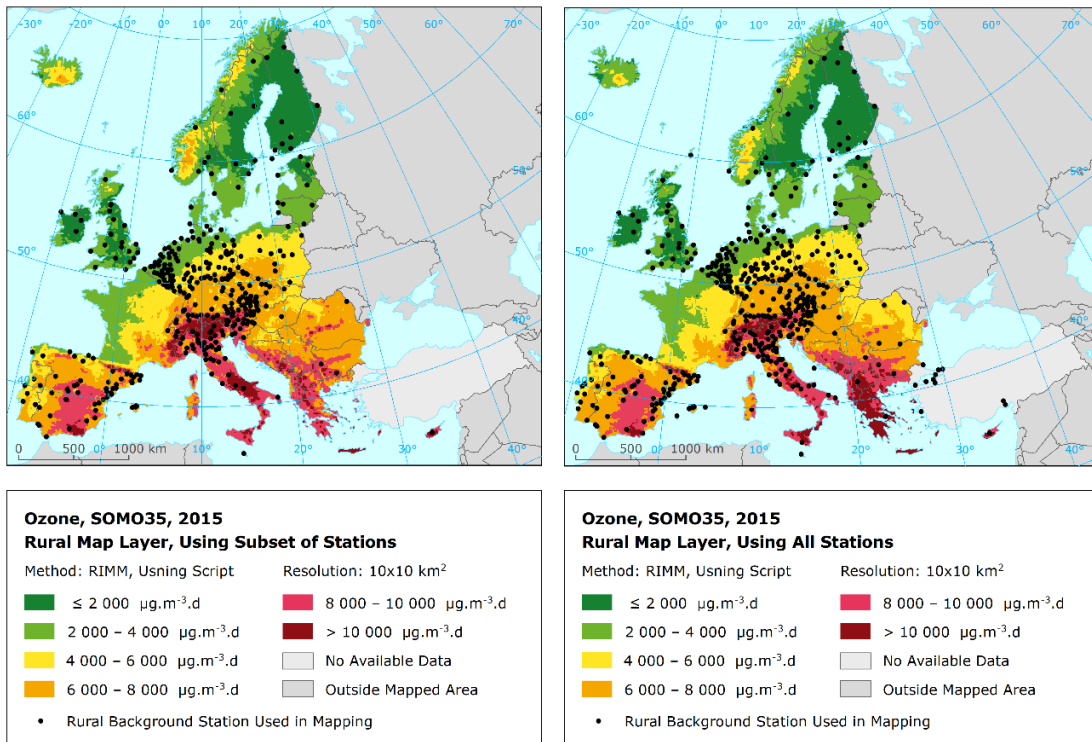 -30° -20° -10° 0° 10° 20° 30° 40° 50° 60° 70°
60°
50°
40°
50°
40°
0 500 1000 km
0° 10° 20° 30° 40°
Ozone, SOMO35, 2015
Rural Map Layer, Using Subset of Stations
Method: RIMM, Usning Script Resolution: 10x10 km²
≤ 2 000 µg.m⁻³.d 8 000 – 10 000 µg.m⁻³.d
2 000 – 4 000 µg.m⁻³.d > 10 000 µg.m⁻³.d
4 000 – 6 000 µg.m⁻³.d No Available Data
6 000 – 8 000 µg.m⁻³.d Outside Mapped Area
• Rural Background Station Used in Mapping
-30° -20° -10° 0° 10° 20° 30° 40° 50° 60° 70°
60°
50°
40°
50°
40°
0 500 1000 km
0° 10° 20° 30° 40°
Ozone, SOMO35, 2015
Rural Map Layer, Using All Stations
Method: RIMM, Usning Script Resolution: 10x10 km²
≤ 2 000 µg.m⁻³.d 8 000 – 10 000 µg.m⁻³.d
2 000 – 4 000 µg.m⁻³.d > 10 000 µg.m⁻³.d
4 000 – 6 000 µg.m⁻³.d No Available Data
6 000 – 8 000 µg.m⁻³.d Outside Mapped Area
• Rural Background Station Used in Mapping